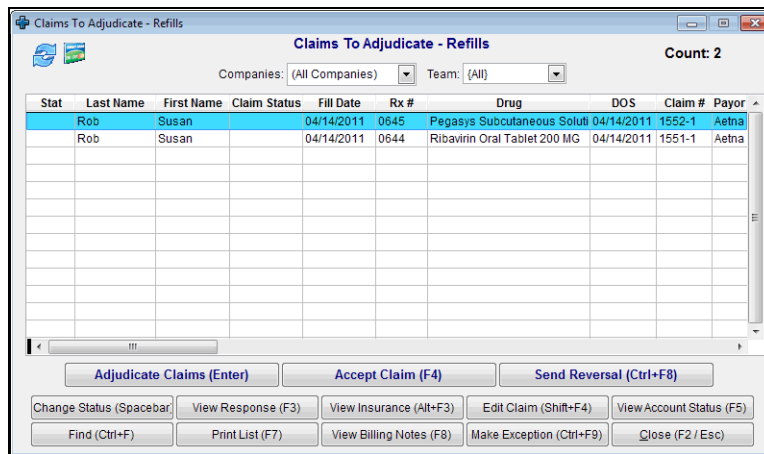 Claims To Adjudicate - Refills
Claims To Adjudicate - Refills
Count: 2
Companies: (All Companies) Team: {All}
Stat Last Name First Name Claim Status Fill Date Rx # Drug DOS Claim # Payor
Rob Susan 04/14/2011 0645 Pegasys Subcutaneous Soluti 04/14/2011 1552-1 Aetna
Rob Susan 04/14/2011 0644 Ribavirin Oral Tablet 200 MG 04/14/2011 1551-1 Aetna
Adjudicate Claims (Enter) Accept Claim (F4) Send Reversal (Ctrl+F8)
Change Status (Spacebar) View Response (F3) View Insurance (Alt+F3) Edit Claim (Shift+F4) View Account Status (F5)
Find (Ctrl+F) Print List (F7) View Billing Notes (F8) Make Exception (Ctrl+F9) Close (F2 / Esc)